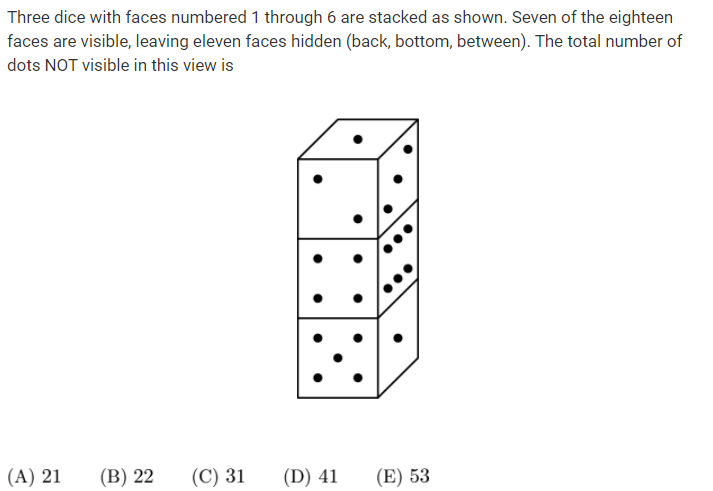 Three dice with faces numbered 1 through 6 are stacked as shown. Seven of the eighteen
faces are visible, leaving eleven faces hidden (back, bottom, between). The total number of
dots NOT visible in this view is
(A) 21 (B) 22 (C) 31 (D) 41 (E) 53